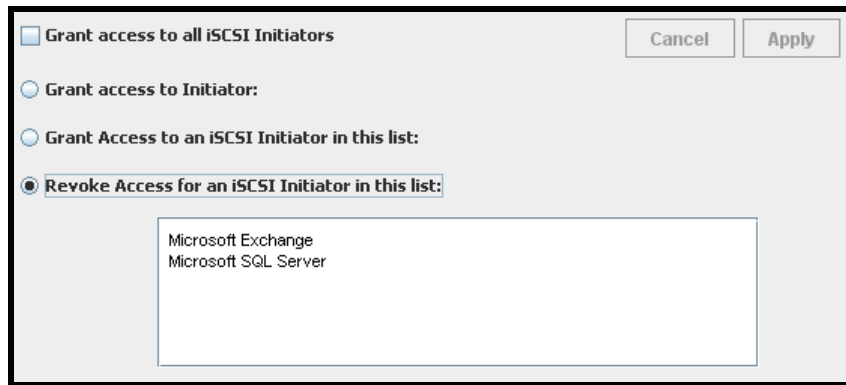 Grant access to all iSCSI Initiators
Cancel
Apply
Grant access to Initiator:
Grant Access to an iSCSI Initiator in this list:
Revoke Access for an iSCSI Initiator in this list:
Microsoft Exchange
Microsoft SQL Server